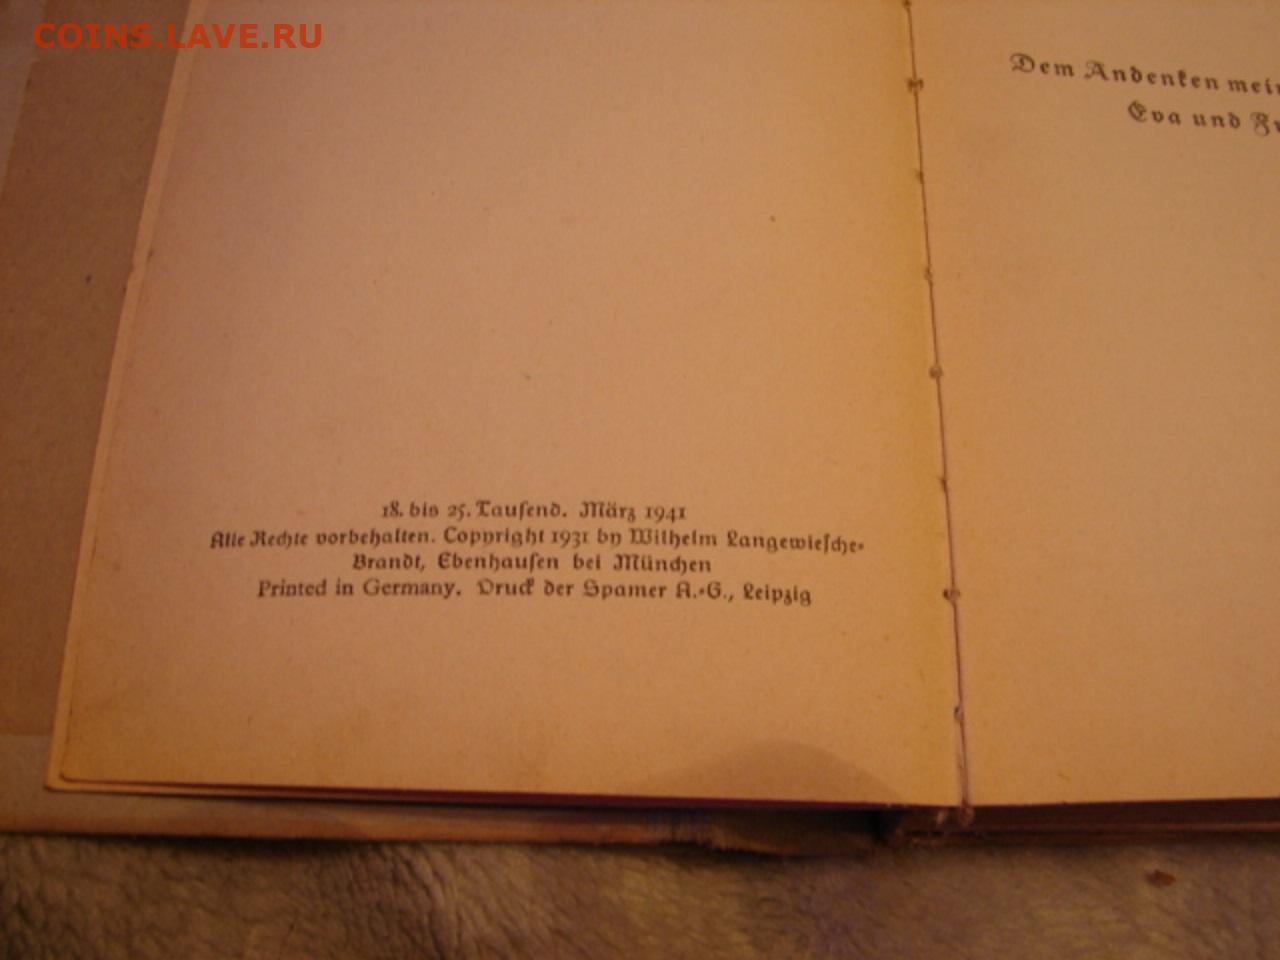 COINS.LAVE.RU
18. bis 25. Tausend. März 1941
Alle Rechte vorbehalten. Copyright 1931 by Wilhelm Langewiesche-
Brandt, Ebenhausen bei München
Printed in Germany. Druck der Spamer A.-G., Leipzig
Dem Andenken
Eva und